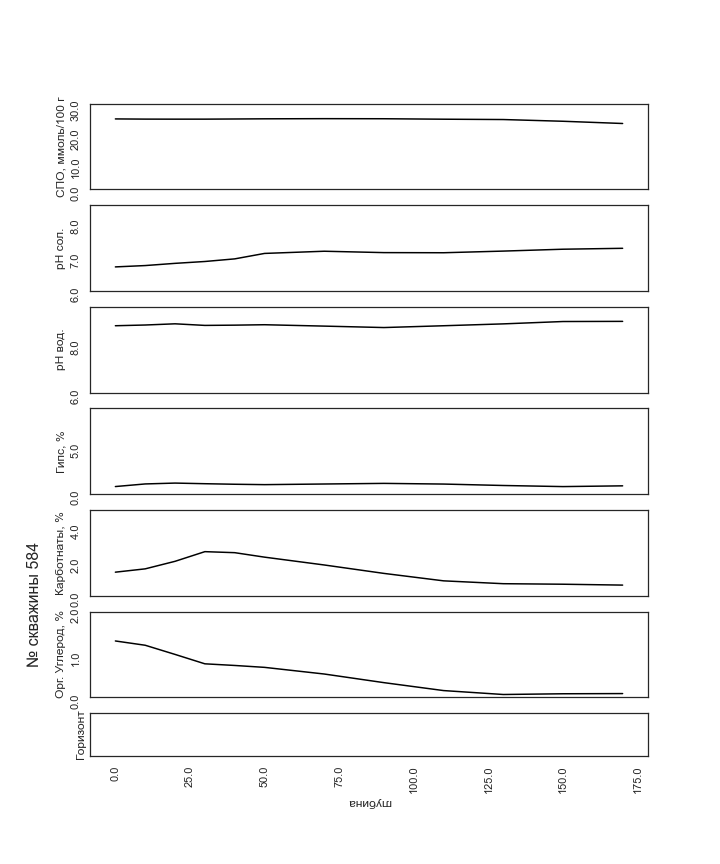 № скважины 584
Горизонт
Орг. Углерод, %
Карботнаты, %
Гипс, %
pH вод.
pH сол.
СПО, ммоль/100 г
0.0 1.0 2.0
0.0 2.0 4.0
0.0 5.0
6.0 8.0
6.0 7.0 8.0
0.0 10.0 20.0 30.0
глубина
0.0
25.0
50.0
75.0
100.0
125.0
150.0
175.0